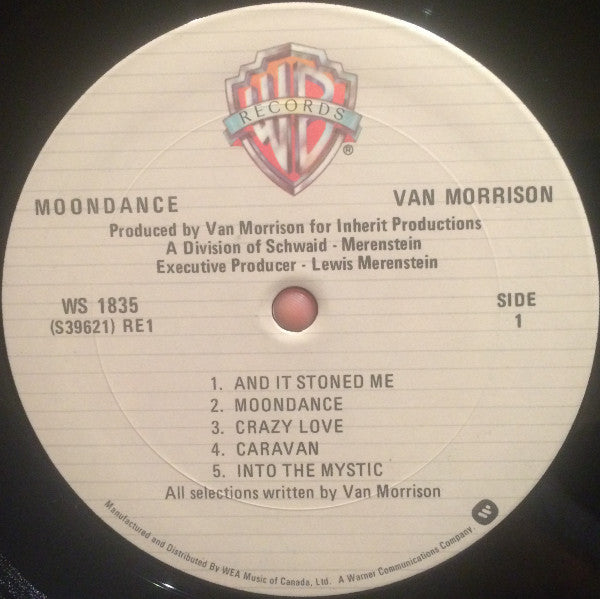 WB
RECORDS
®
MOONDANCE
VAN MORRISON
Produced by Van Morrison for Inherit Productions
A Division of Schwaid - Merenstein
Executive Producer - Lewis Merenstein
WS 1835
(S39621) RE1
SIDE
1
1. AND IT STONED ME
2. MOONDANCE
3. CRAZY LOVE
4. CARAVAN
5. INTO THE MYSTIC
All selections written by Van Morrison
Manufactured and Distributed By WEA Music of Canada, Ltd. A Warner Communications Company.